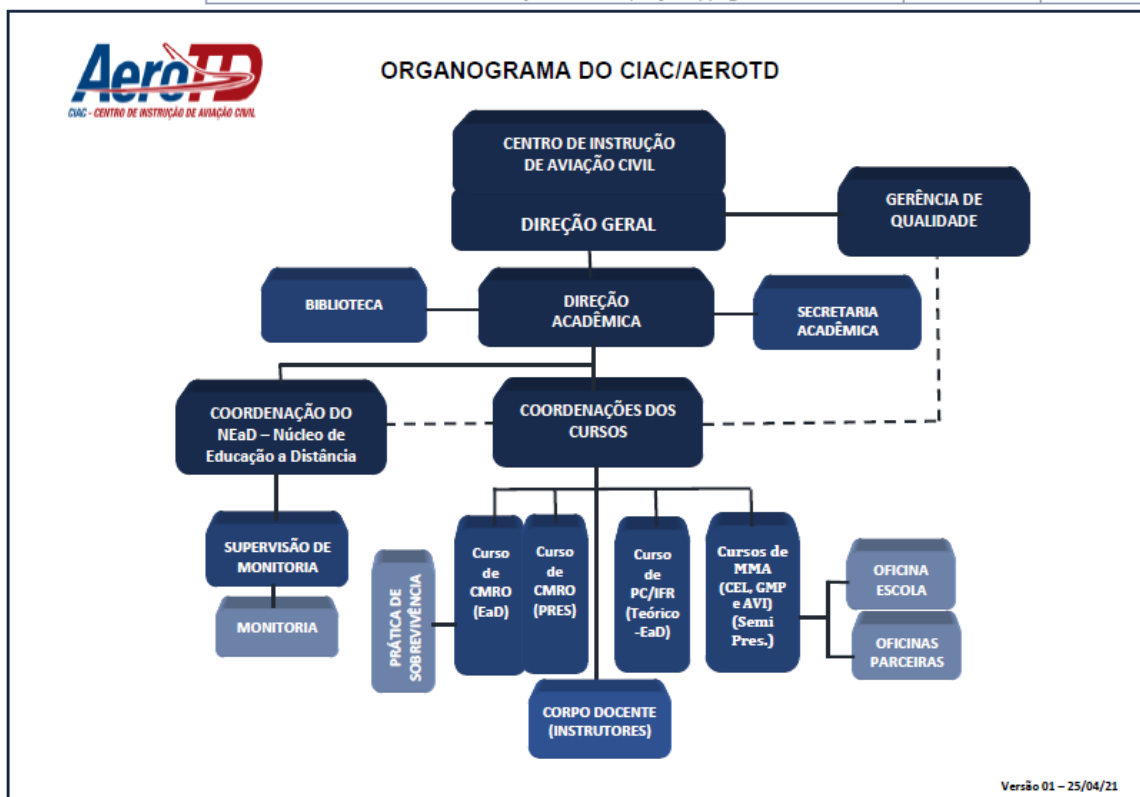 AeroTD
CIAC - CENTRO DE INSTRUÇÃO DE AVIAÇÃO CIVIL
ORGANOGRAMA DO CIAC/AEROTD
CENTRO DE INSTRUÇÃO
DE AVIAÇÃO CIVIL
DIREÇÃO GERAL
GERÊNCIA DE
QUALIDADE
BIBLIOTECA
DIREÇÃO
ACADÊMICA
SECRETARIA
ACADÊMICA
COORDENAÇÃO DO
NEaD – Núcleo de
Educação a Distância
COORDENAÇÕES DOS
CURSOS
SUPERVISÃO DE
MONITORIA
MONITORIA
PRÁTICA DE
SOBREVIVÊNCIA
Curso
de
CMRO
(EaD)
Curso
de
CMRO
(PRES)
Curso
de
PC/IFR
(Teórico
-EaD)
Cursos de
MMA
(CEL, GMP
e AVI)
(Semi
Pres.)
OFICINA
ESCOLA
OFICINAS
PARCEIRAS
CORPO DOCENTE
(INSTRUTORES)
Versão 01 – 25/04/21